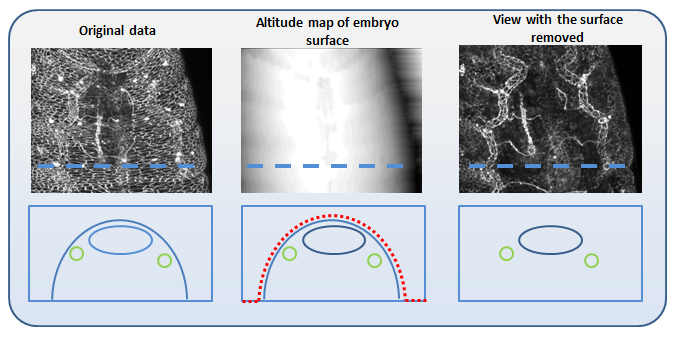 Original data
Altitude map of embryo
surface
View with the surface
removed